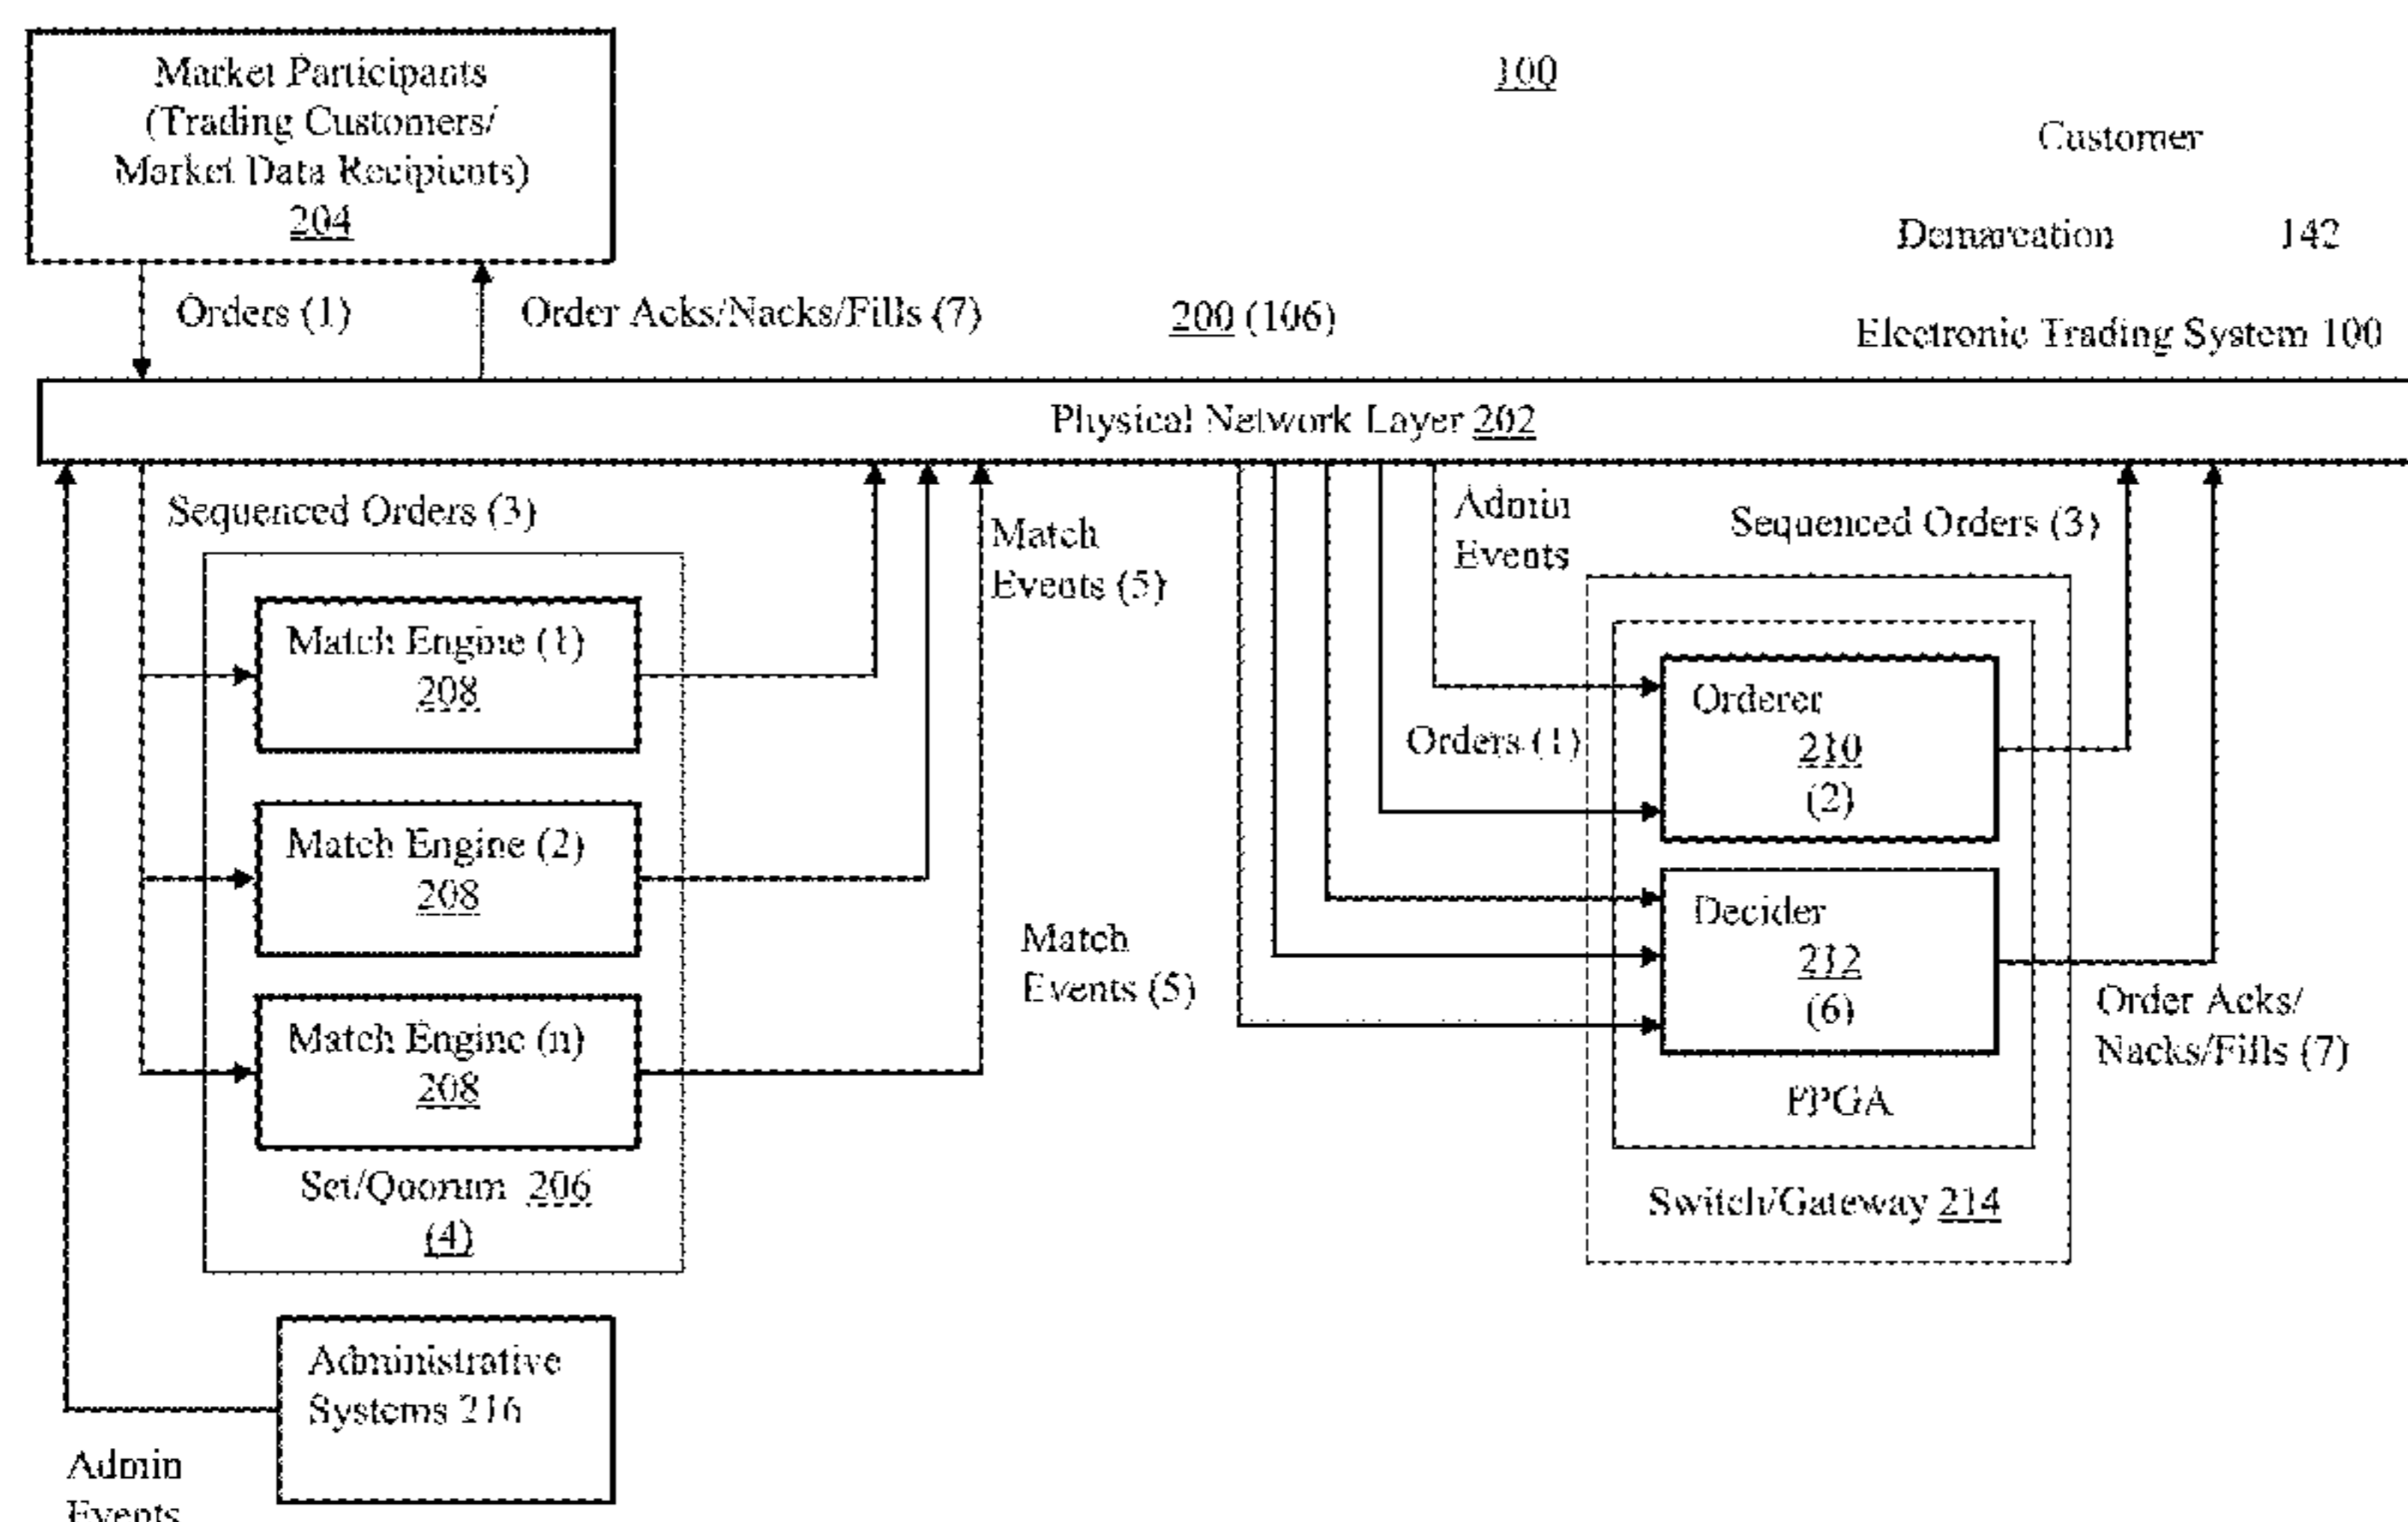 Market Participants
(Trading Customers/
Market Data Recipients)
204
100
Customer
Demarcation 142
Orders (1)
Order Acks/Nacks/Fills (7)
200 (106)
Electronic Trading System 100
Physical Network Layer 202
Sequenced Orders (3)
Match
Events (5)
Admin
Events
Sequenced Orders (3)
Match Engine (1)
208
Match Engine (2)
208
Match Engine (n)
208
Set/Quorum 206
(4)
Match
Events (5)
Orders (1)
Orderer
210
(2)
Decider
212
(6)
FPGA
Switch/Gateway 214
Order Acks/
Nacks/Fills (7)
Administrative
Systems 216
Admin
Events